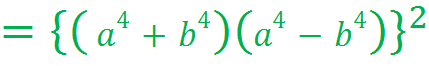 = {( a⁴ + b⁴)(a⁴ − b⁴)}²